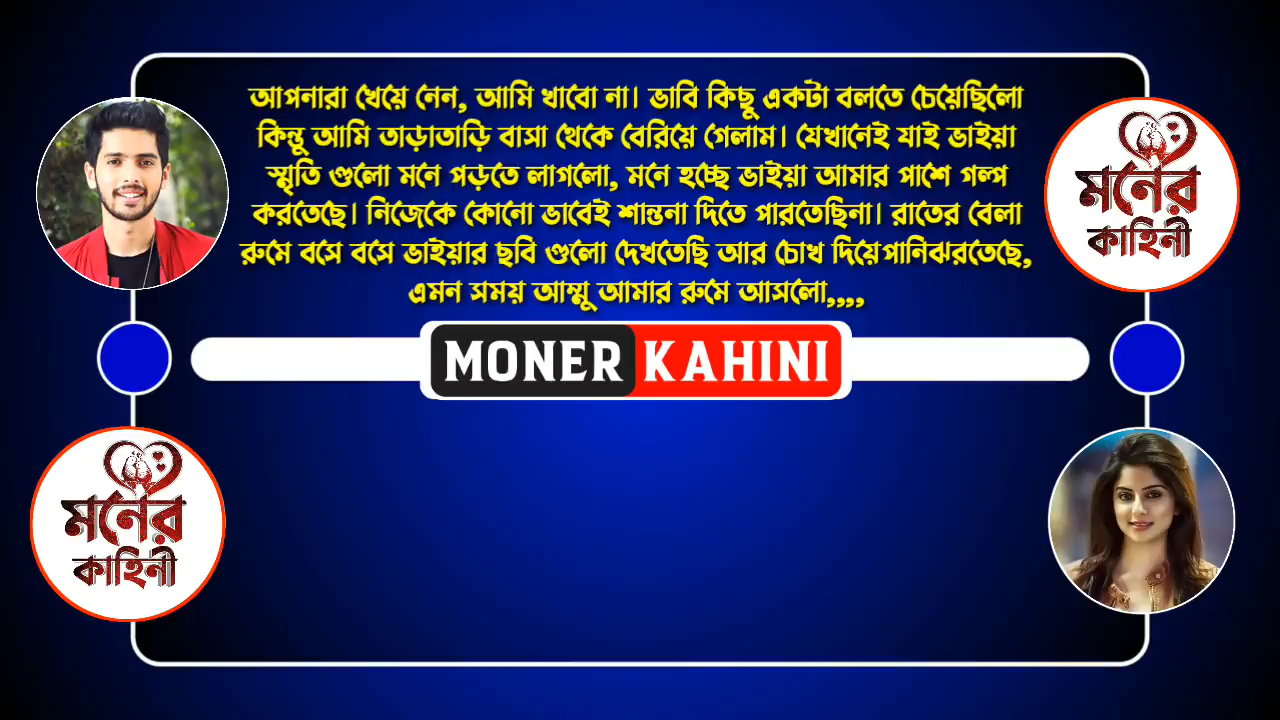 আপনারা খেয়ে নেন, আমি খাবো না। ভাবি কিছু একটা বলতে চেয়েছিলো
কিন্তু আমি তাড়াতাড়ি বাসা থেকে বেরিয়ে গেলাম। যেখানেই যাই ভাইয়া
স্মৃতি গুলো মনে পড়তে লাগলো, মনে হচ্ছে ভাইয়া আমার পাশে গল্প
করতেছে। নিজেকে কোনো ভাবেই শান্তনা দিতে পারতেছিনা। রাতের বেলা
রুমে বসে বসে ভাইয়ার ছবি গুলো দেখতেছি আর চোখ দিয়েপানিঝরতেছে,
এমন সময় আম্মু আমার রুমে আসলো,,,,
মনের
কাহিনী
MONER KAHINI
মনের
কাহিনী